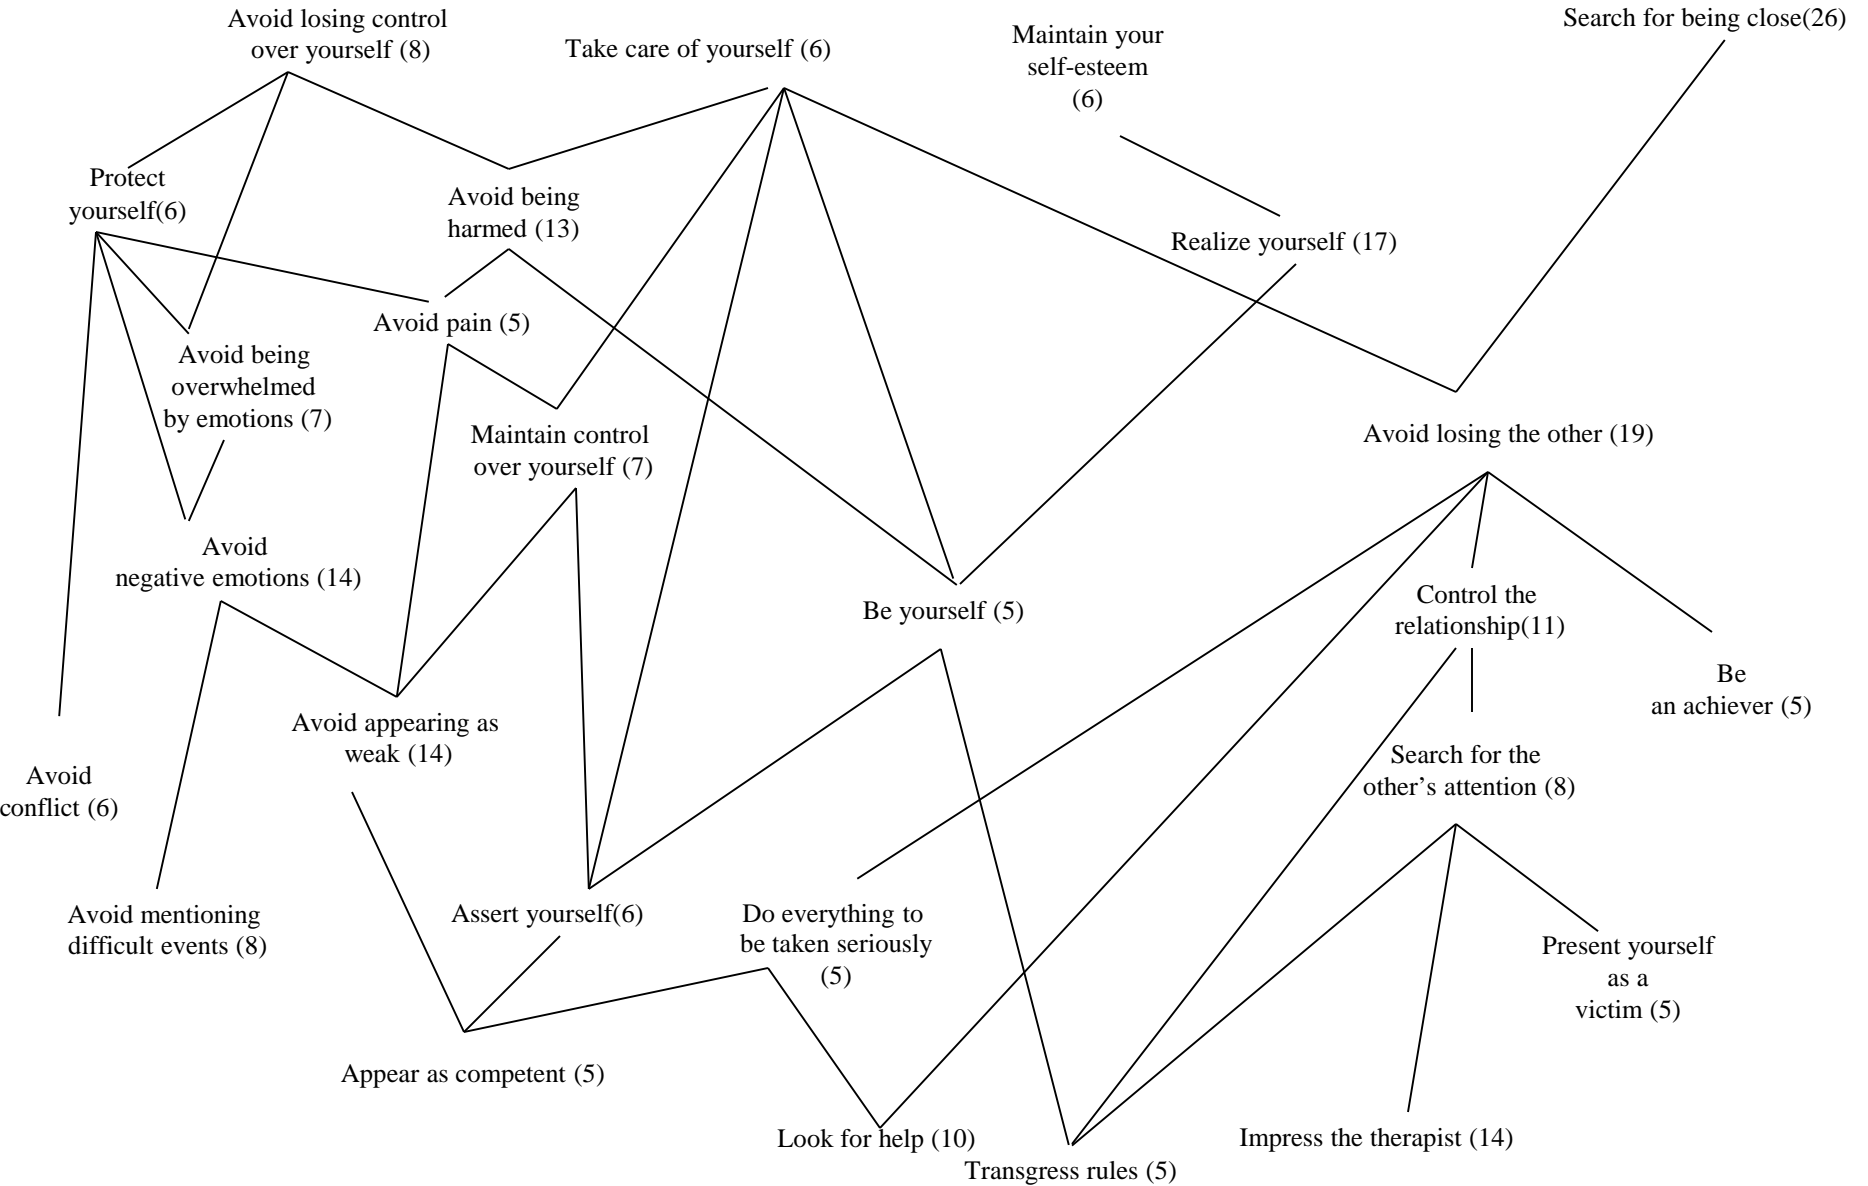 Avoid losing control
over yourself (8)
Take care of yourself (6)
Maintain your
self-esteem
(6)
Search for being close(26)
Protect
yourself(6)
Avoid being
harmed (13)
Realize yourself (17)
Avoid pain (5)
Avoid being
overwhelmed
by emotions (7)
Maintain control
over yourself (7)
Avoid losing the other (19)
Avoid
negative emotions (14)
Be yourself (5)
Control the
relationship(11)
Be
an achiever (5)
Avoid appearing as
weak (14)
Search for the
other’s attention (8)
Avoid
conflict (6)
Avoid mentioning
difficult events (8)
Assert yourself(6)
Do everything to
be taken seriously
(5)
Present yourself
as a
victim (5)
Appear as competent (5)
Look for help (10)
Transgress rules (5)
Impress the therapist (14)